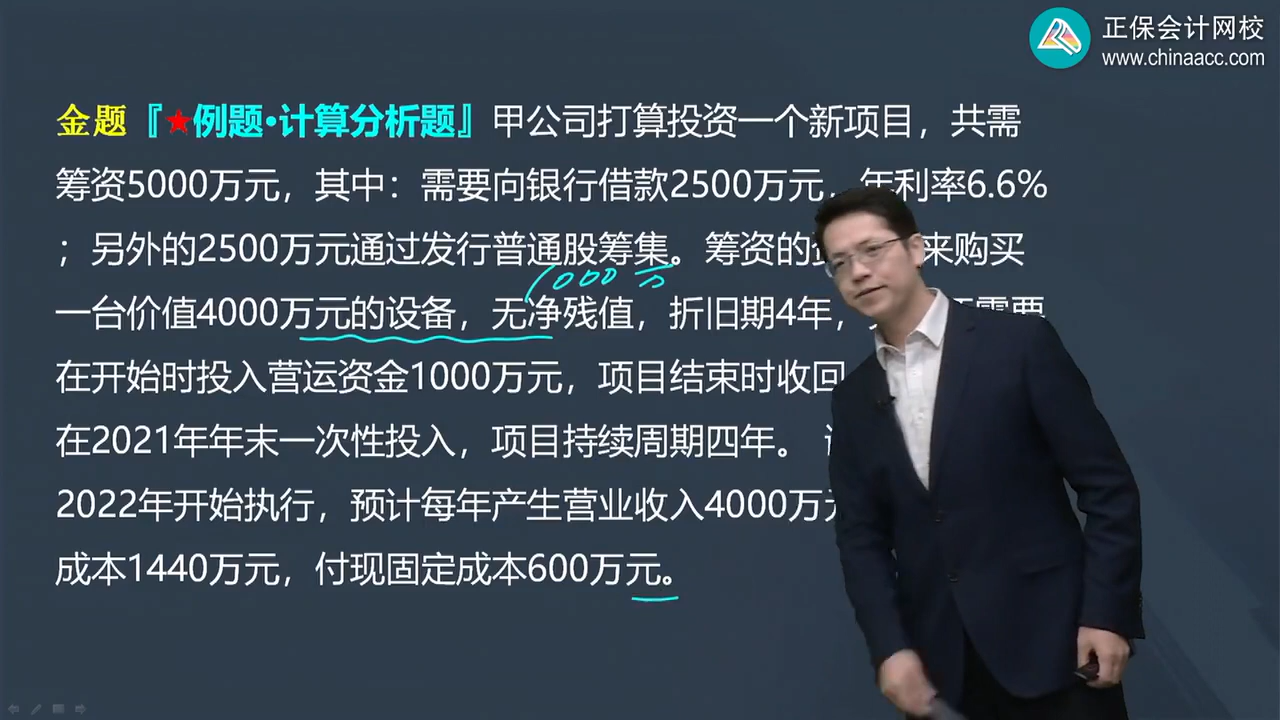 正保会计网校
www.chinaacc.com
金题『★例题·计算分析题』甲公司打算投资一个新项目，共需
筹资5000万元，其中：需要向银行借款2500万元，年利率6.6%
；另外的2500万元通过发行普通股筹集。筹资的 来购买
1000万
一台价值4000万元的设备，无净残值，折旧期4年， 需要
在开始时投入营运资金1000万元，项目结束时收回
在2021年年末一次性投入，项目持续周期四年。
2022年开始执行，预计每年产生营业收入4000万
成本1440万元，付现固定成本600万元。